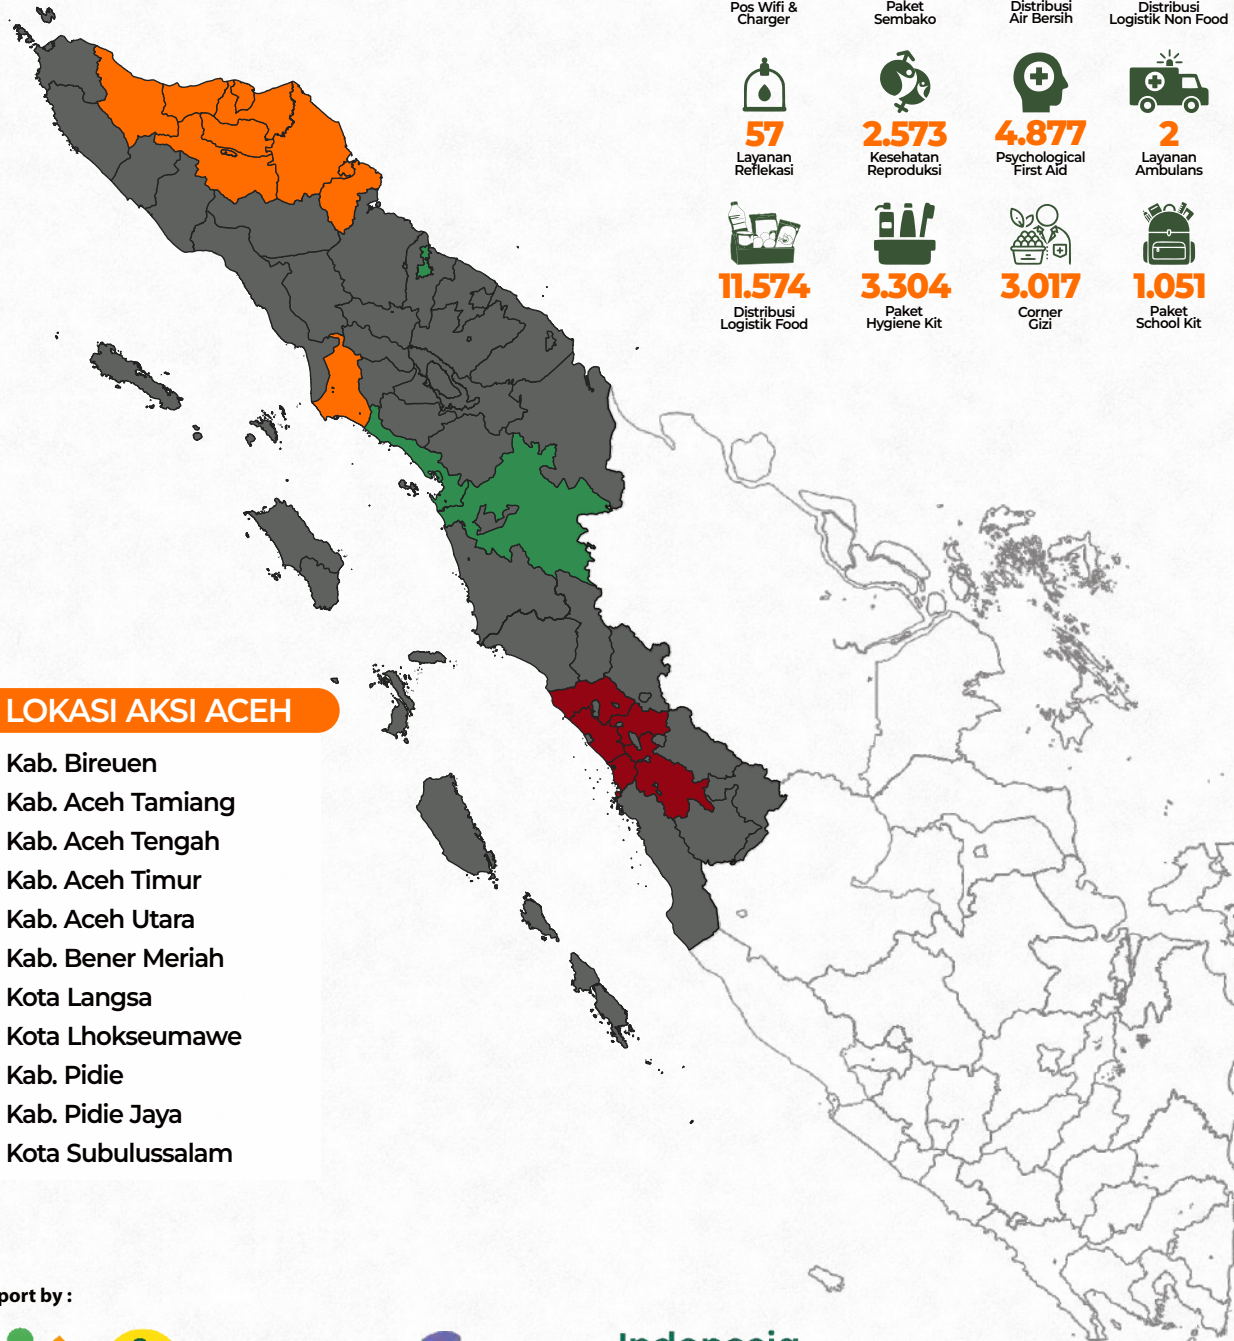 Pos Wifi &
Charger
Paket
Sembako
Distribusi
Air Bersih
Distribusi
Logistik Non Food
57
Layanan
Reflekasi
2.573
Kesehatan
Reproduksi
4.877
Psychological
First Aid
2
Layanan
Ambulans
11.574
Distribusi
Logistik Food
3.304
Paket
Hygiene Kit
3.017
Corner
Gizi
1.051
Paket
School Kit
LOKASI AKSI ACEH
Kab. Bireuen
Kab. Aceh Tamiang
Kab. Aceh Tengah
Kab. Aceh Timur
Kab. Aceh Utara
Kab. Bener Meriah
Kota Langsa
Kota Lhokseumawe
Kab. Pidie
Kab. Pidie Jaya
Kota Subulussalam
port by :
Indonesia